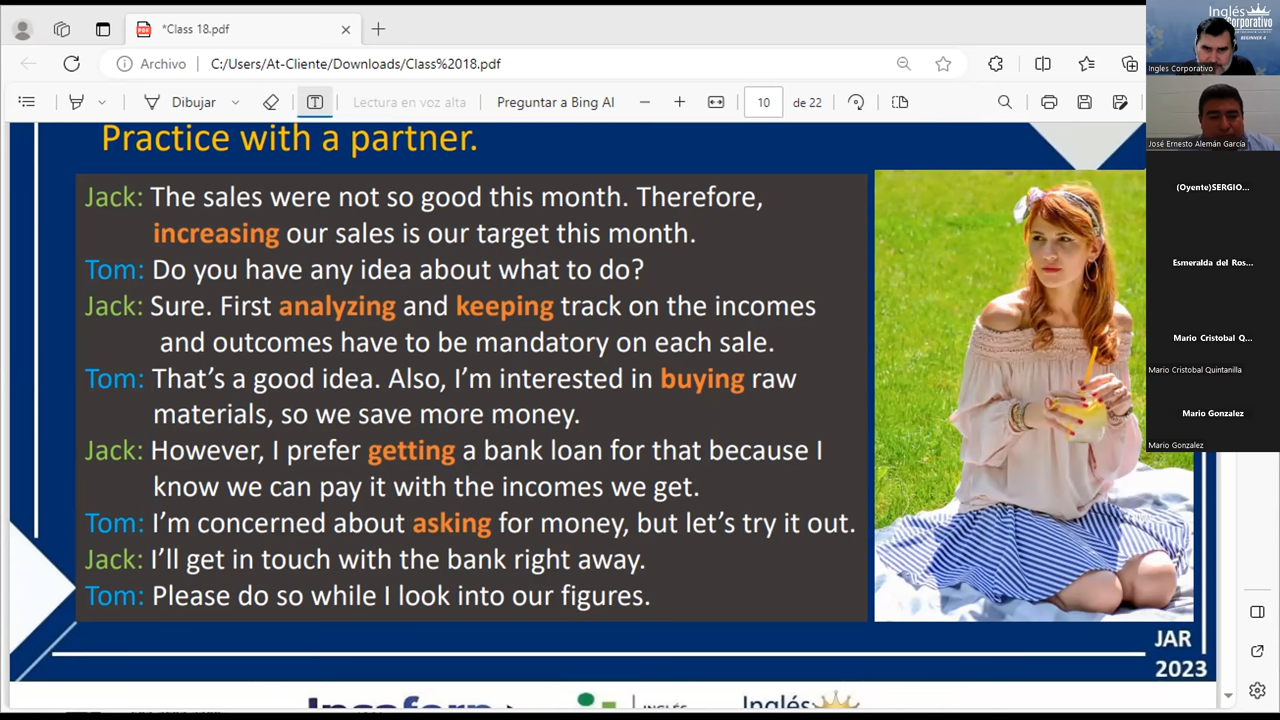 *Class 18.pdf
Archivo
C:/Users/At-Cliente/Downloads/Class%2018.pdf
Dibujar
Lectura en voz alta
Preguntar a Bing AI
10
de 22
Practice with a partner.
Jack: The sales were not so good this month. Therefore,
increasing our sales is our target this month.
Tom: Do you have any idea about what to do?
Jack: Sure. First analyzing and keeping track on the incomes
and outcomes have to be mandatory on each sale.
Tom: That's a good idea. Also, I'm interested in buying raw
materials, so we save more money.
Jack: However, I prefer getting a bank loan for that because I
know we can pay it with the incomes we get.
Tom: I'm concerned about asking for money, but let's try it out.
Jack: I'll get in touch with the bank right away.
Tom: Please do so while I look into our figures.
JAR
2023
INGLÉS
Inglés
Inglés
Corporativo
BEGINNER 4
Ingles Corporativo
José Ernesto Alemán García
(Oyente)SERGIO...
Esmeralda del Ros...
Mario Cristobal Q...
Mario Cristobal Quintanilla
Mario Gonzalez
Mario Gonzalez